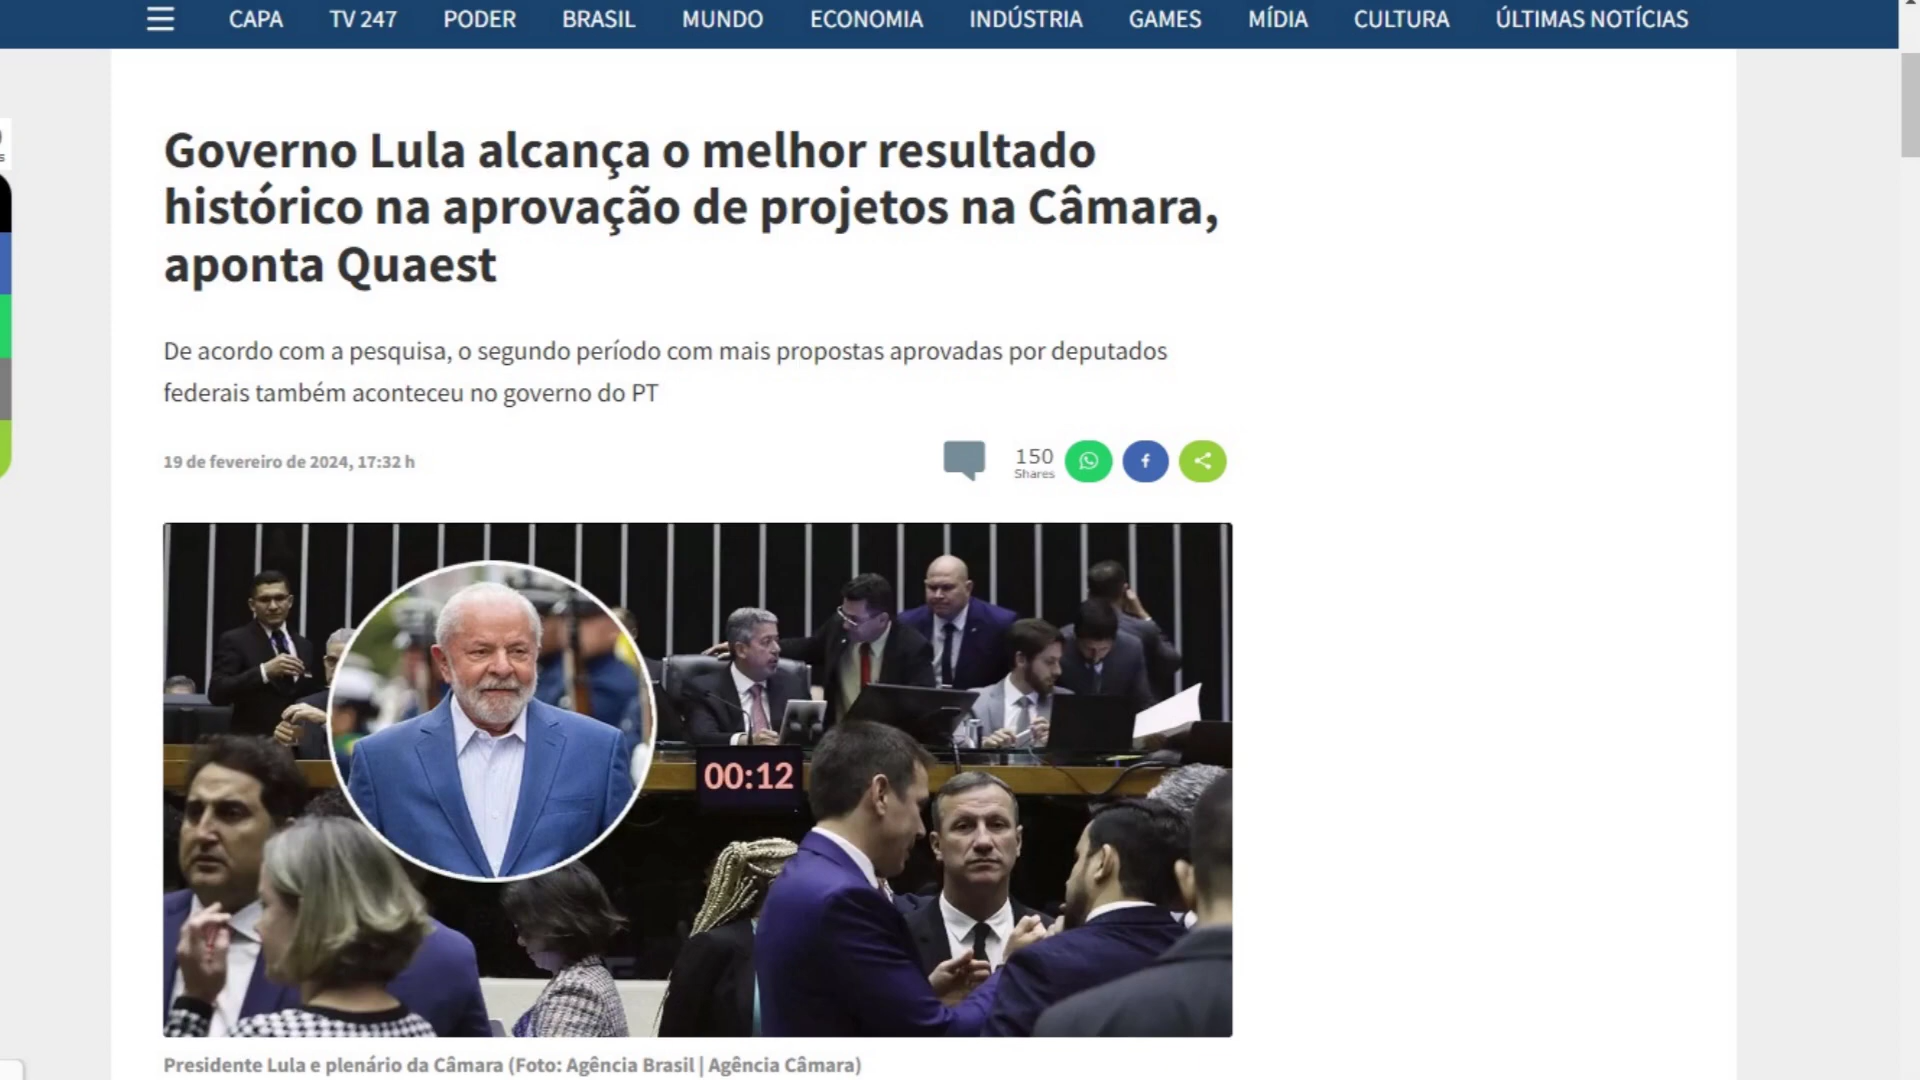 CAPA TV 247 PODER BRASIL MUNDO ECONOMIA INDÚSTRIA GAMES MÍDIA CULTURA ÚLTIMAS NOTÍCIAS
Governo Lula alcança o melhor resultado
histórico na aprovação de projetos na Câmara,
aponta Quaest
De acordo com a pesquisa, o segundo período com mais propostas aprovadas por deputados
federais também aconteceu no governo do PT
19 de fevereiro de 2024, 17:32 h
150
Shares
00:12
Presidente Lula e plenário da Câmara (Foto: Agência Brasil | Agência Câmara)